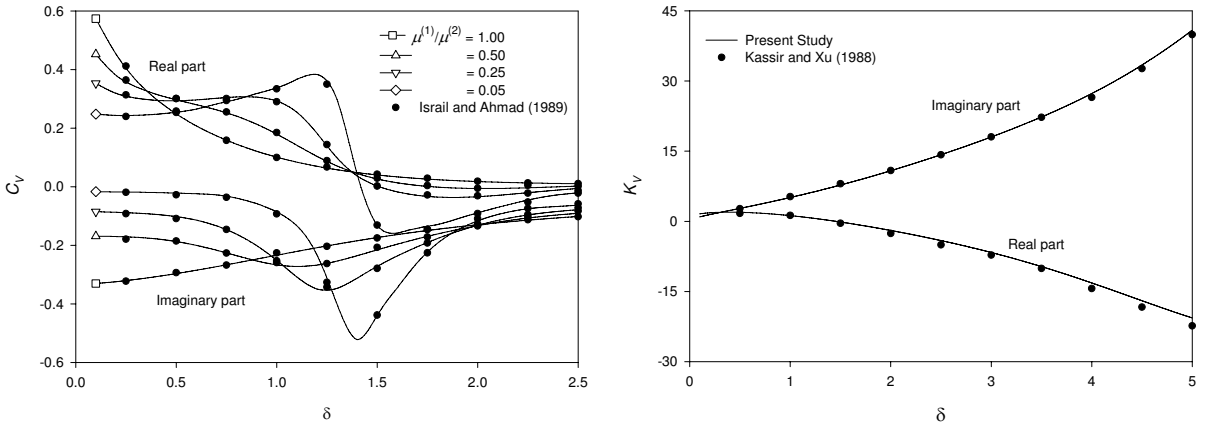 0.6
0.4
0.2
0.0
-0.2
-0.4
-0.6
C_V
μ^(1)/μ^(2) = 1.00
= 0.50
= 0.25
= 0.05
Israil and Ahmad (1989)
Real part
Imaginary part
0.0 0.5 1.0 1.5 2.0 2.5
δ
45
30
15
0
-15
-30
K_V
Present Study
Kassir and Xu (1988)
Imaginary part
Real part
0 1 2 3 4 5
δ